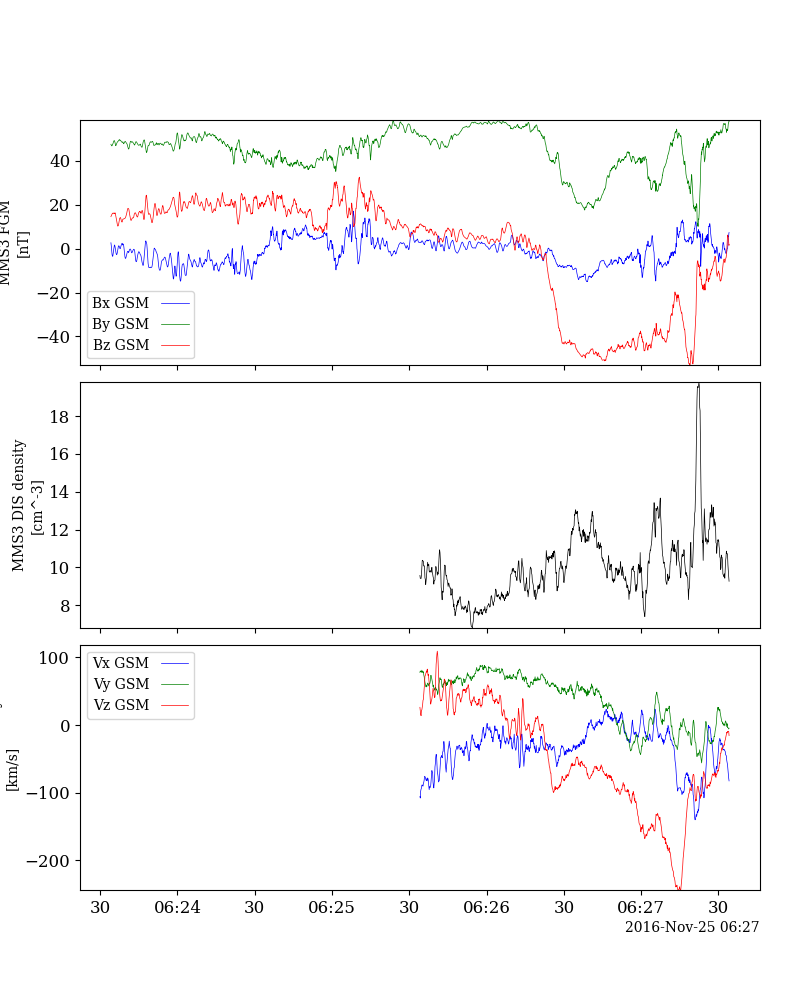 MMS3 FGM
[nT]
40
20
0
−20
−40
Bx GSM
By GSM
Bz GSM
MMS3 DIS density
[cm^-3]
18
16
14
12
10
8
[km/s]
100
0
−100
−200
Vx GSM
Vy GSM
Vz GSM
30 06:24 30 06:25 30 06:26 30 06:27 30
2016-Nov-25 06:27